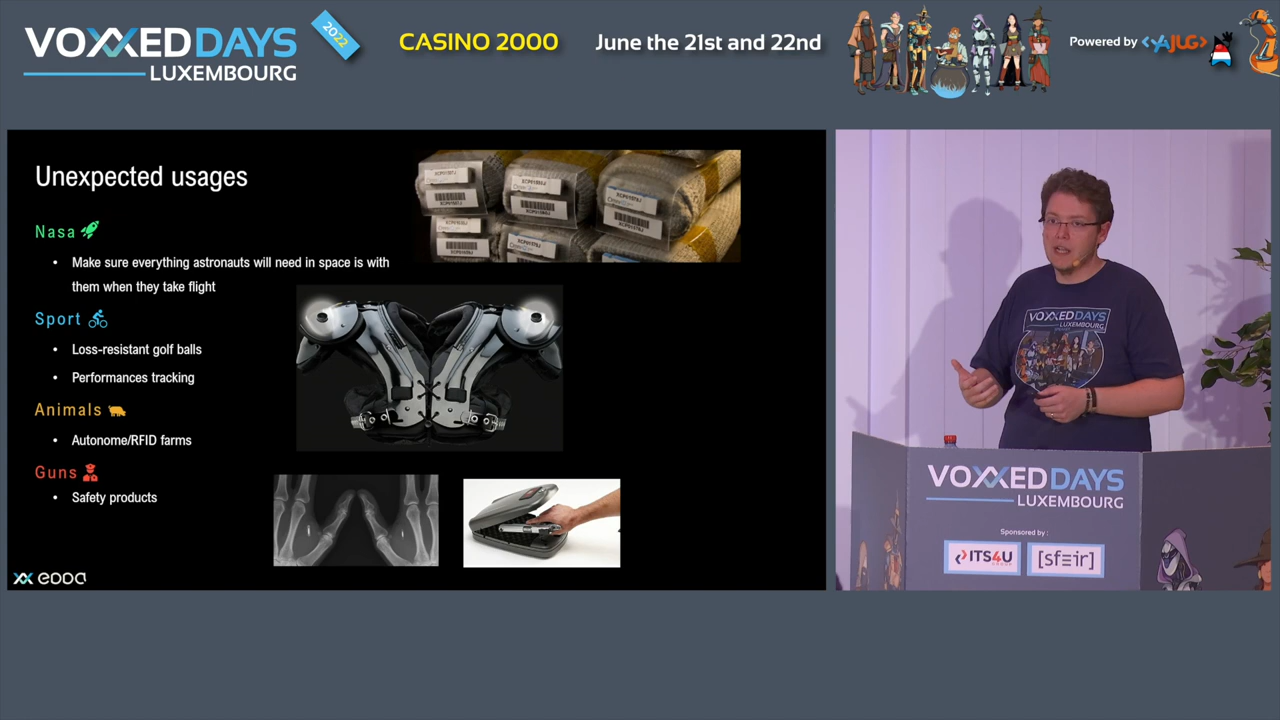 VOXXED DAYS
LUXEMBOURG
2022
CASINO 2000
June the 21st and 22nd
Powered by <YAJUG>
Unexpected usages
Nasa
• Make sure everything astronauts will need in space is with
them when they take flight
Sport
• Loss-resistant golf balls
• Performances tracking
Animals
• Autonome/RFID farms
Guns
• Safety products
edda
VOXXED DAYS
LUXEMBOURG
VOXXED DAYS
LUXEMBOURG
Sponsored by :
ITS4U
[sfeir]